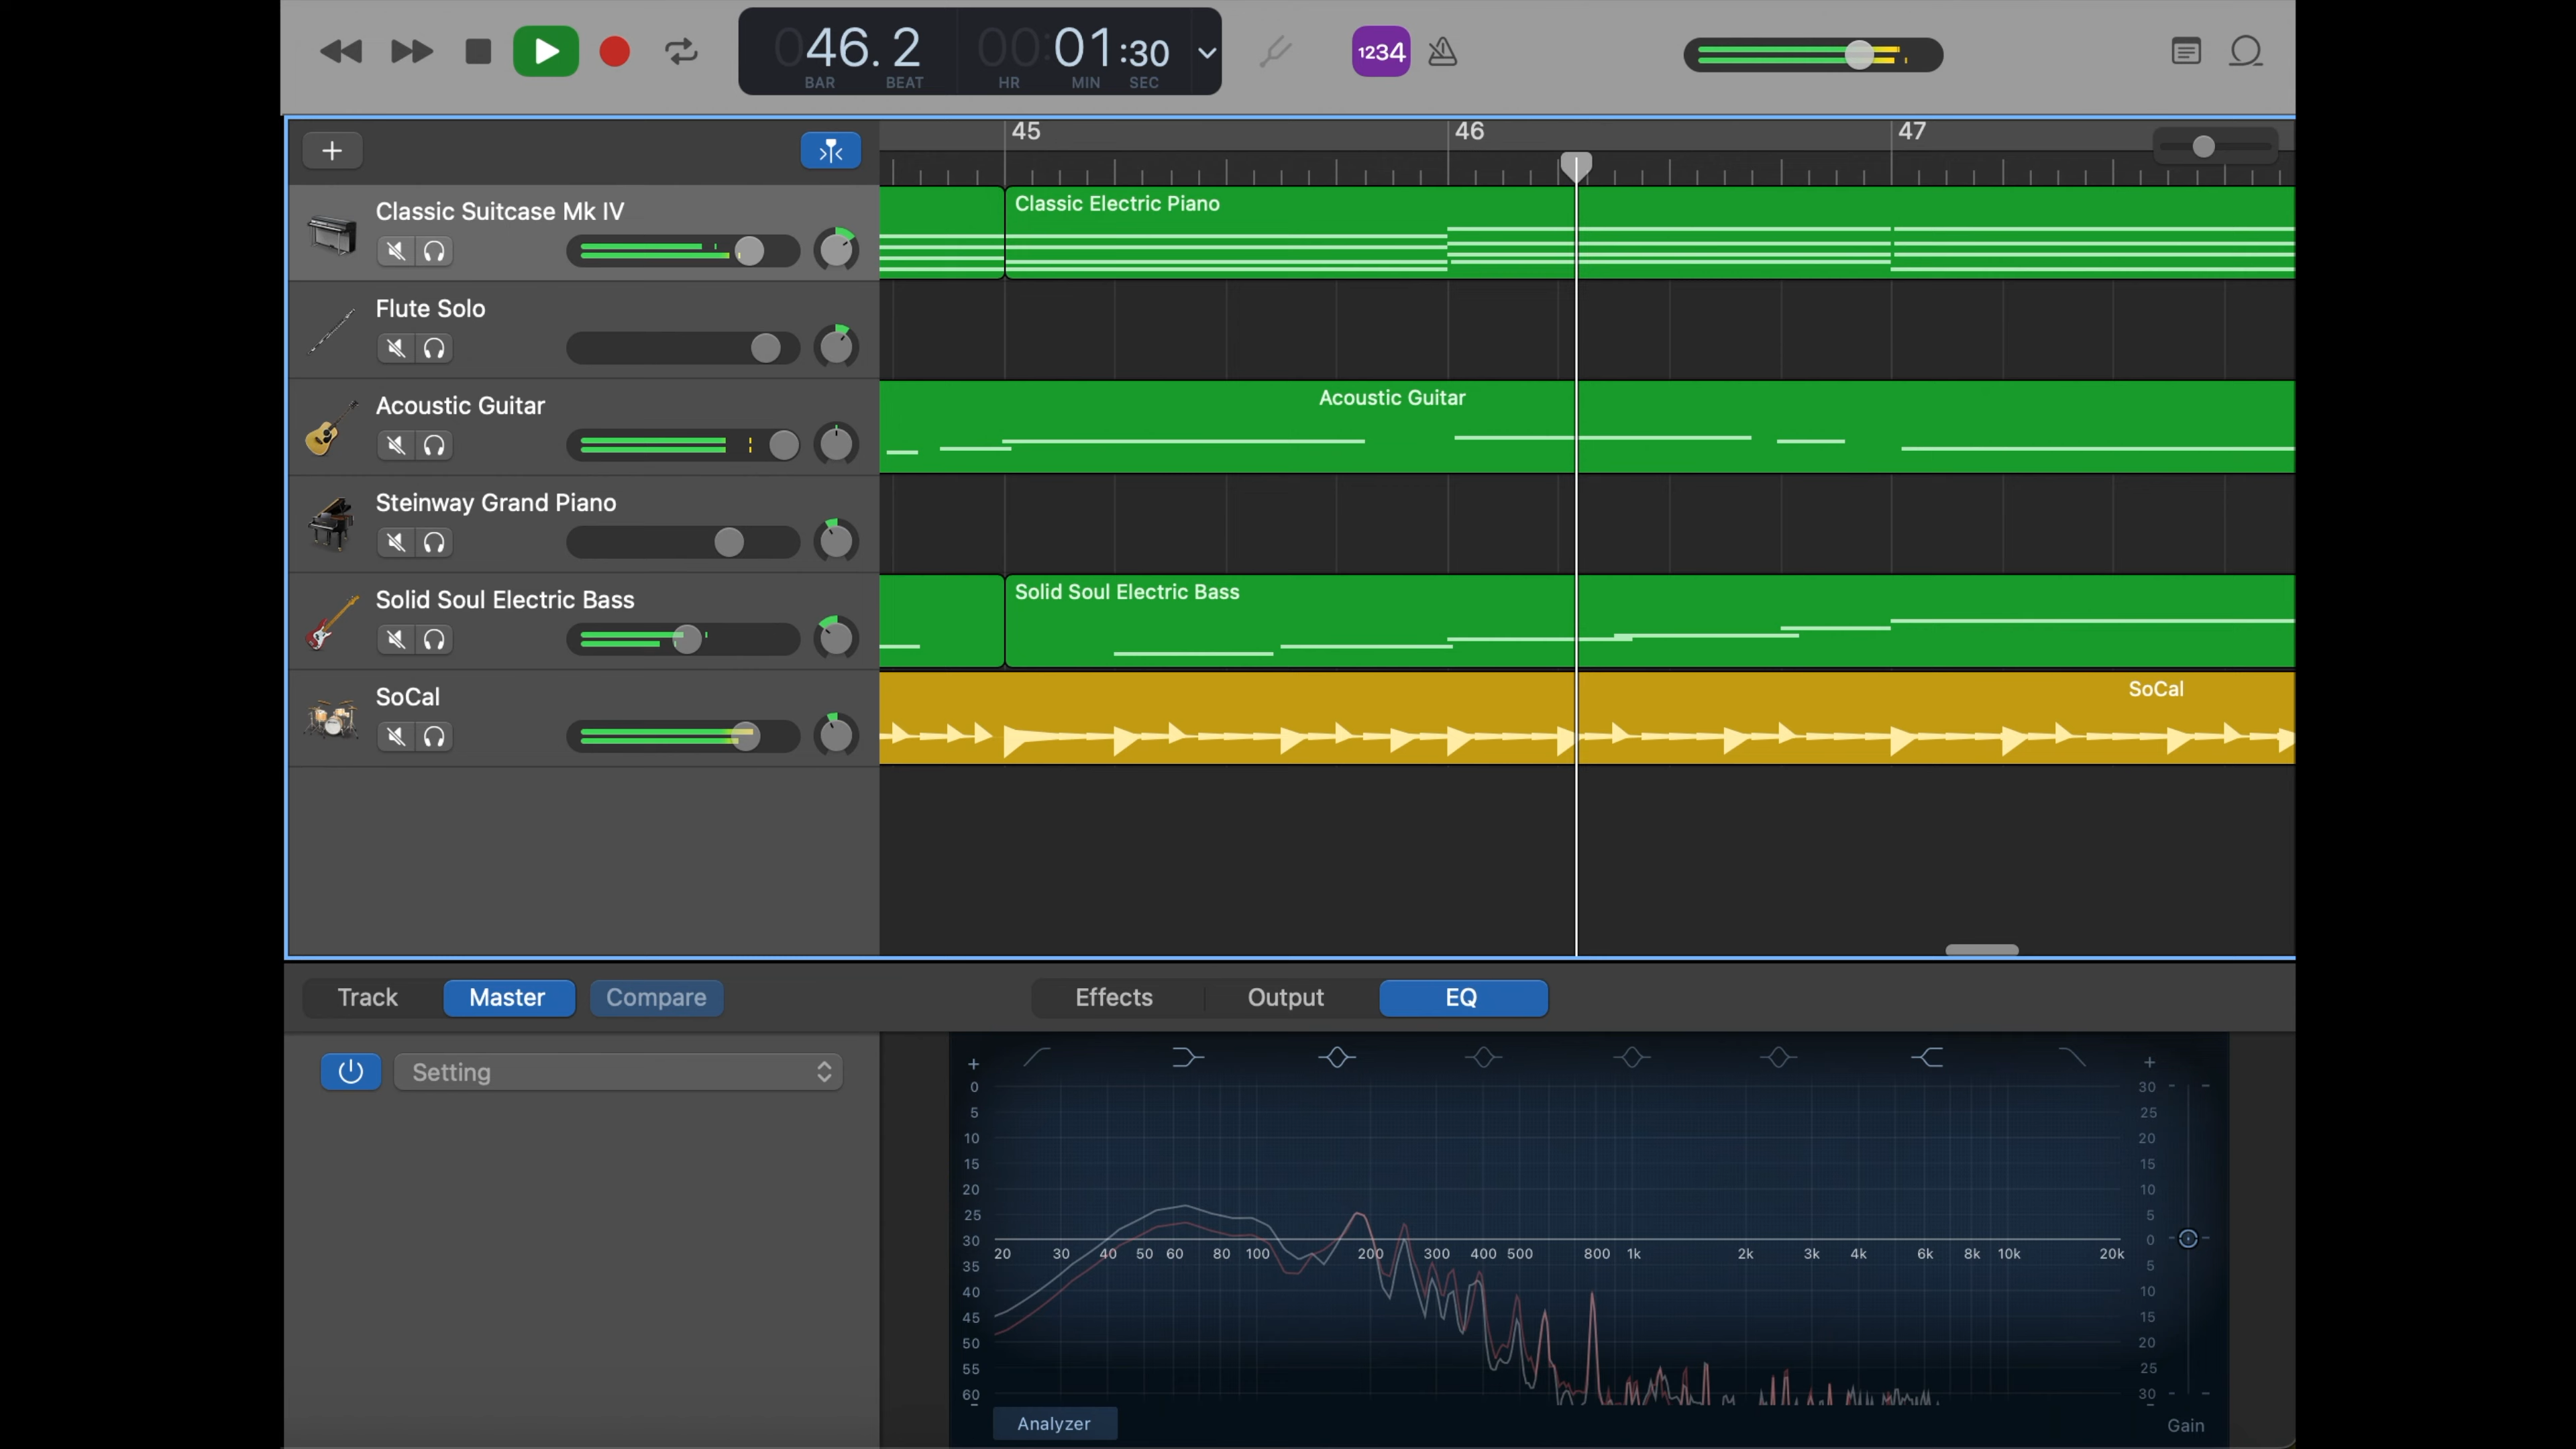 046. 2 00:01:30
BAR BEAT HR MIN SEC
1234
45 46 47
Classic Suitcase Mk IV
Classic Electric Piano
Flute Solo
Acoustic Guitar
Acoustic Guitar
Steinway Grand Piano
Solid Soul Electric Bass
Solid Soul Electric Bass
SoCal
SoCal
Track Master Compare Effects Output EQ
Setting
+ +
0 30
5 25
10 20
15 15
20 10
25 5
30 0
20 30 40 50 60 80 100 200 300 400 500 800 1k 2k 3k 4k 6k 8k 10k 20k
35 5
40 10
45 15
50 20
55 25
60 30
- -
Analyzer Gain